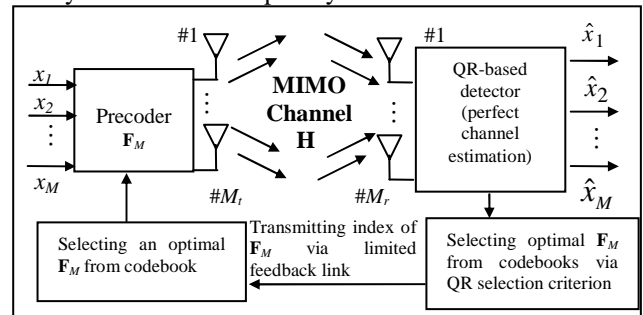 #1
#1
x1
x2
⋮
xM
Precoder
FM
⋮
⋮
MIMO
Channel
H
QR-based
detector
(perfect
channel
estimation)
x̂1
x̂2
⋮
x̂M
#Mt
#Mr
Selecting an optimal
FM from codebook
Transmitting index of
FM via limited
feedback link
Selecting optimal FM
from codebooks via
QR selection criterion